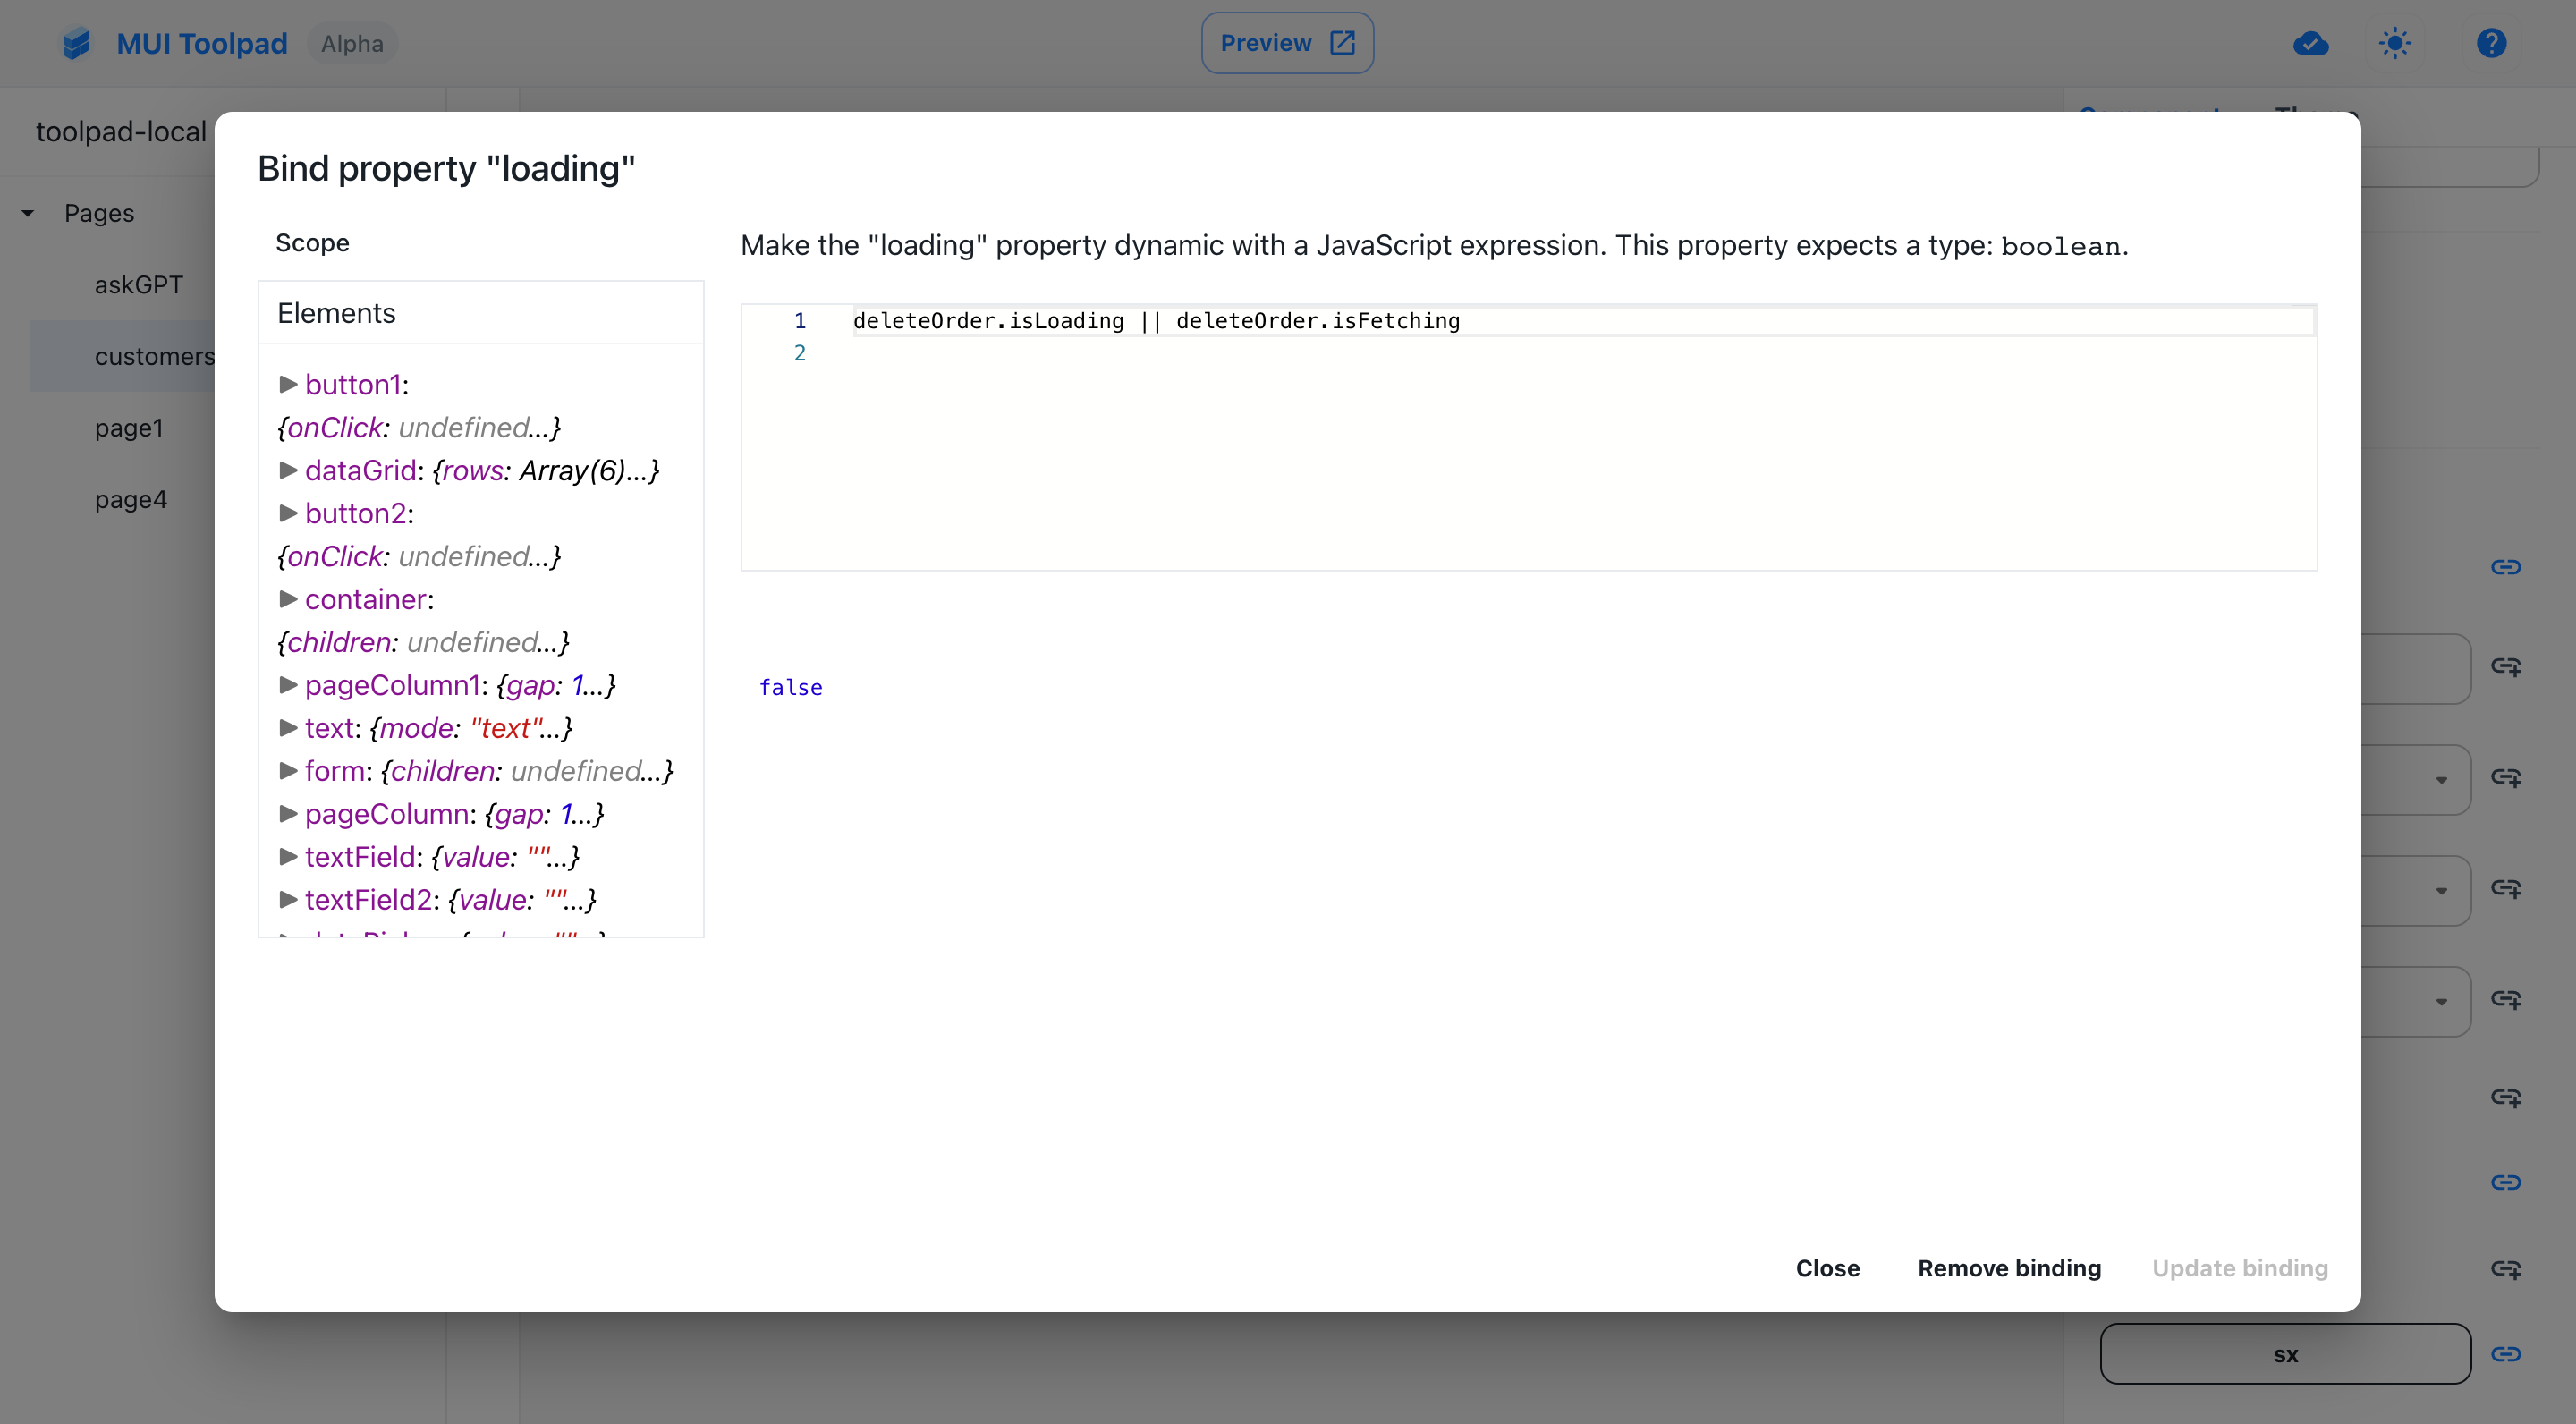 MUI Toolpad Alpha
Preview
toolpad-local
Pages
askGPT
customers
page1
page4
Bind property "loading"
Scope
Elements
button1:
{onClick: undefined…}
dataGrid: {rows: Array(6)…}
button2:
{onClick: undefined…}
container:
{children: undefined…}
pageColumn1: {gap: 1…}
text: {mode: "text"…}
form: {children: undefined…}
pageColumn: {gap: 1…}
textField: {value: ""…}
textField2: {value: ""…}
Make the "loading" property dynamic with a JavaScript expression. This property expects a type: boolean.
1 deleteOrder.isLoading || deleteOrder.isFetching
2
false
Close
Remove binding
Update binding
sx